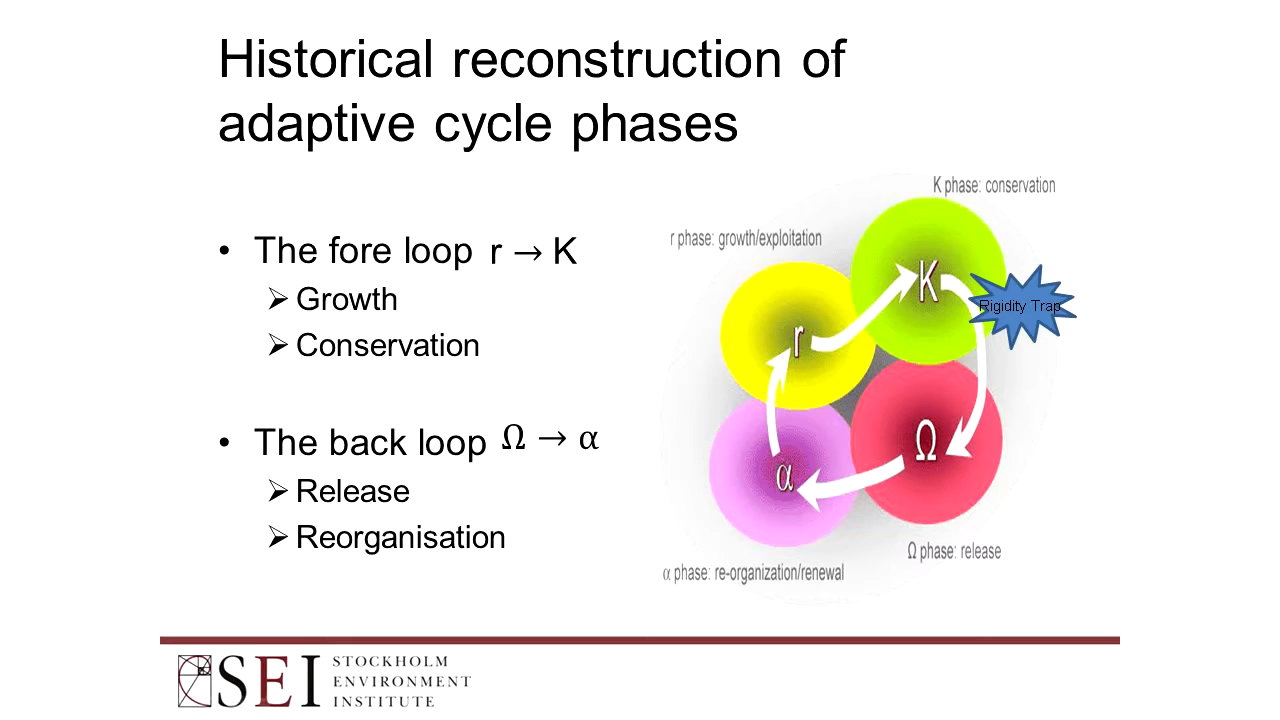 Historical reconstruction of
adaptive cycle phases
• The fore loop r → K
➢ Growth
➢ Conservation
• The back loop Ω → α
➢ Release
➢ Reorganisation
K phase: conservation
r phase: growth/exploitation
K
Rigidity Trap
r
Ω
α
Ω phase: release
α phase: re-organization/renewal
SEI
STOCKHOLM
ENVIRONMENT
INSTITUTE